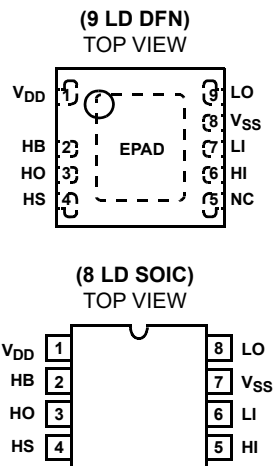 (9 LD DFN)
TOP VIEW
VDD 1 9 LO
8 VSS
HB 2 7 LI
EPAD
HO 3 6 HI
HS 4 5 NC
(8 LD SOIC)
TOP VIEW
VDD 1 8 LO
HB 2 7 VSS
HO 3 6 LI
HS 4 5 HI